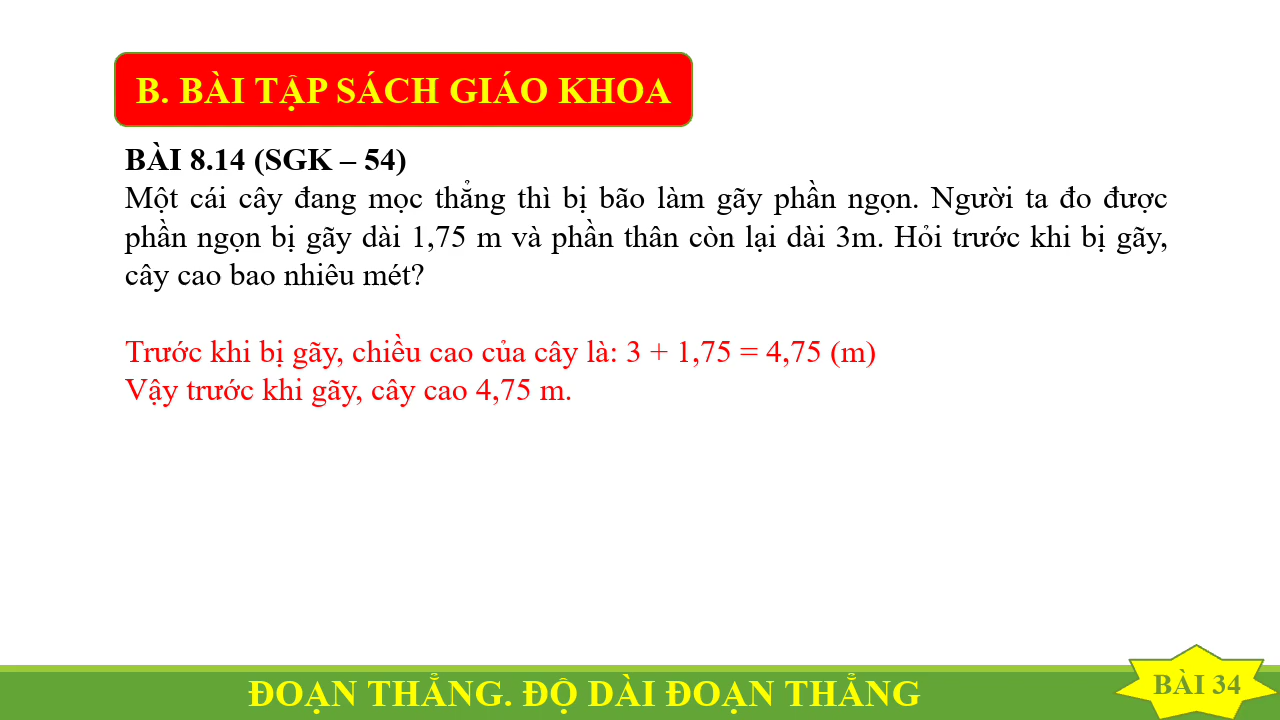 B. BÀI TẬP SÁCH GIÁO KHOA
BÀI 8.14 (SGK – 54)
Một cái cây đang mọc thẳng thì bị bão làm gãy phần ngọn. Người ta đo được
phần ngọn bị gãy dài 1,75 m và phần thân còn lại dài 3m. Hỏi trước khi bị gãy,
cây cao bao nhiêu mét?
Trước khi bị gãy, chiều cao của cây là: 3 + 1,75 = 4,75 (m)
Vậy trước khi gãy, cây cao 4,75 m.
ĐOẠN THẲNG. ĐỘ DÀI ĐOẠN THẲNG
BÀI 34